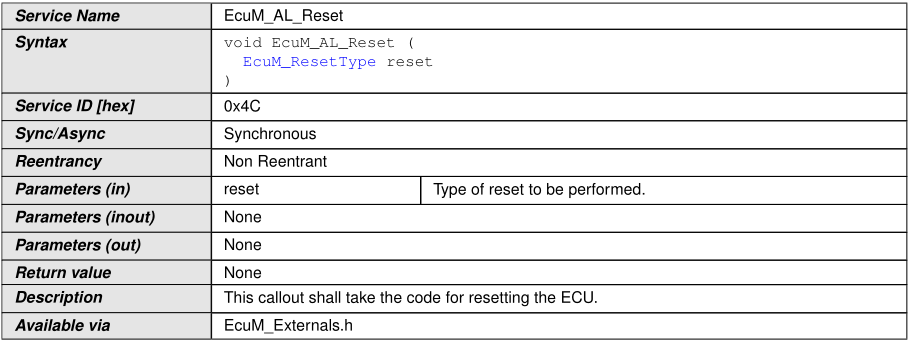 Service Name EcuM_AL_Reset
Syntax void EcuM_AL_Reset (
EcuM_ResetType reset
)
Service ID [hex] 0x4C
Sync/Async Synchronous
Reentrancy Non Reentrant
Parameters (in) reset Type of reset to be performed.
Parameters (inout) None
Parameters (out) None
Return value None
Description This callout shall take the code for resetting the ECU.
Available via EcuM_Externals.h